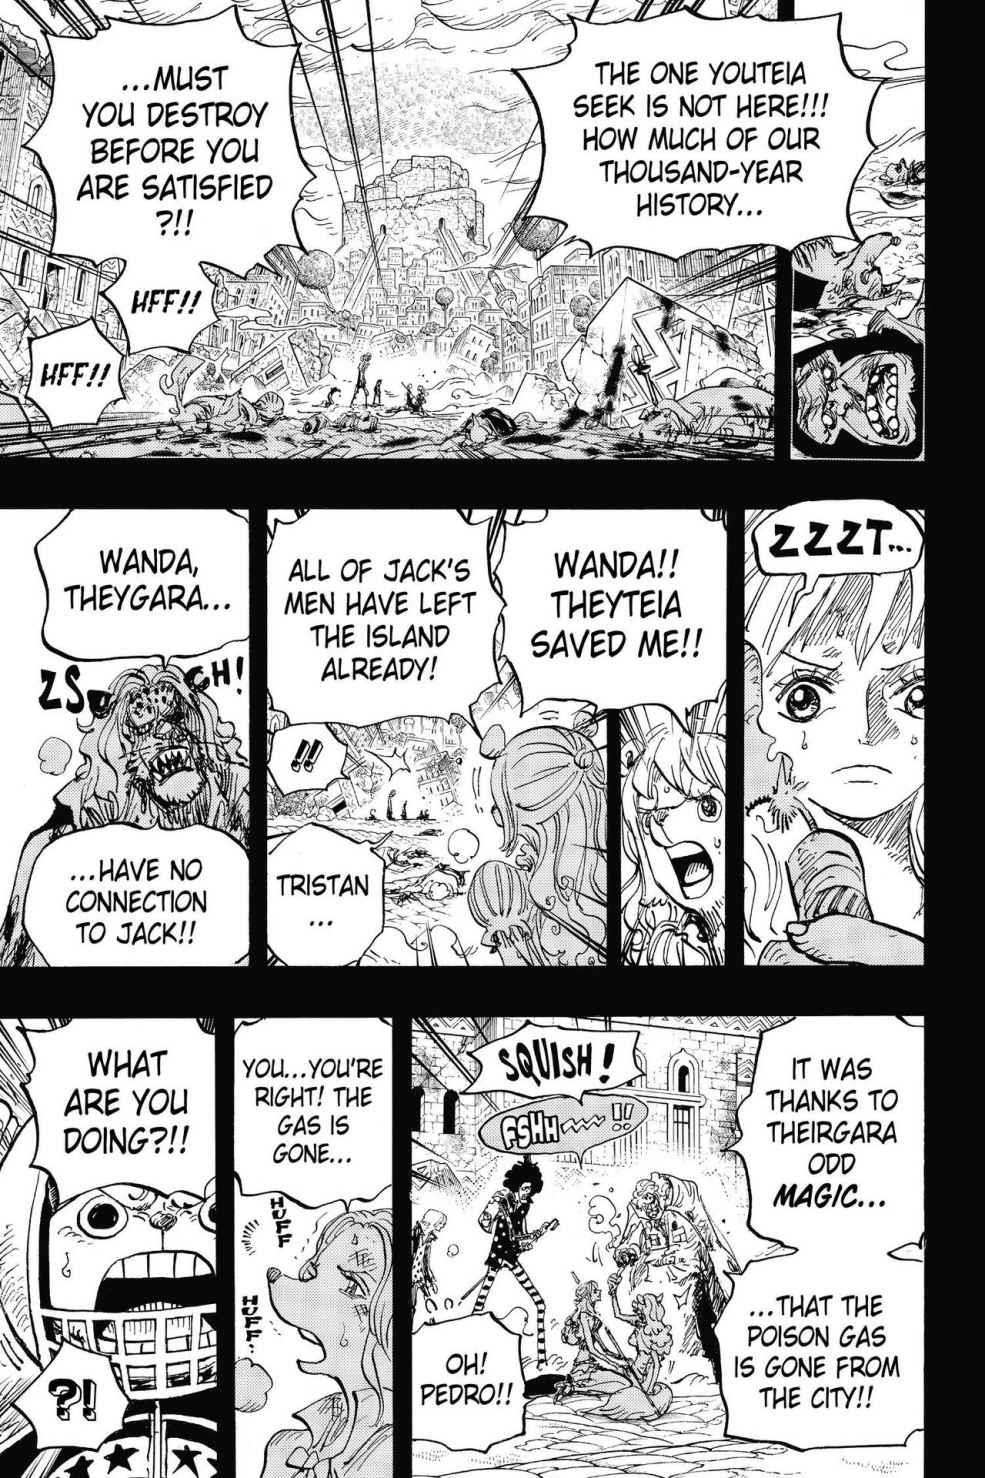 THE ONE YOUTEIA
SEEK IS NOT HERE!!!
HOW MUCH OF OUR
THOUSAND-YEAR
HISTORY...
...MUST
YOU DESTROY
BEFORE YOU
ARE SATISFIED
?!!
HFF!!
HFF!!
ZZZT...
WANDA!!
THEYTEIA
SAVED ME!!
ALL OF JACK'S
MEN HAVE LEFT
THE ISLAND
ALREADY!
!!
TRISTAN
...
WANDA,
THEYGARA...
...HAVE NO
CONNECTION
TO JACK!!
IT WAS
THANKS TO
THEIRGARA
ODD
MAGIC...
...THAT THE
POISON GAS
IS GONE FROM
THE CITY!!
SQUISH!
FSHH~~!!
OH!
PEDRO!!
YOU...YOU'RE
RIGHT! THE
GAS IS
GONE...
HUFF
HUFF..
WHAT
ARE YOU
DOING?!!
?!